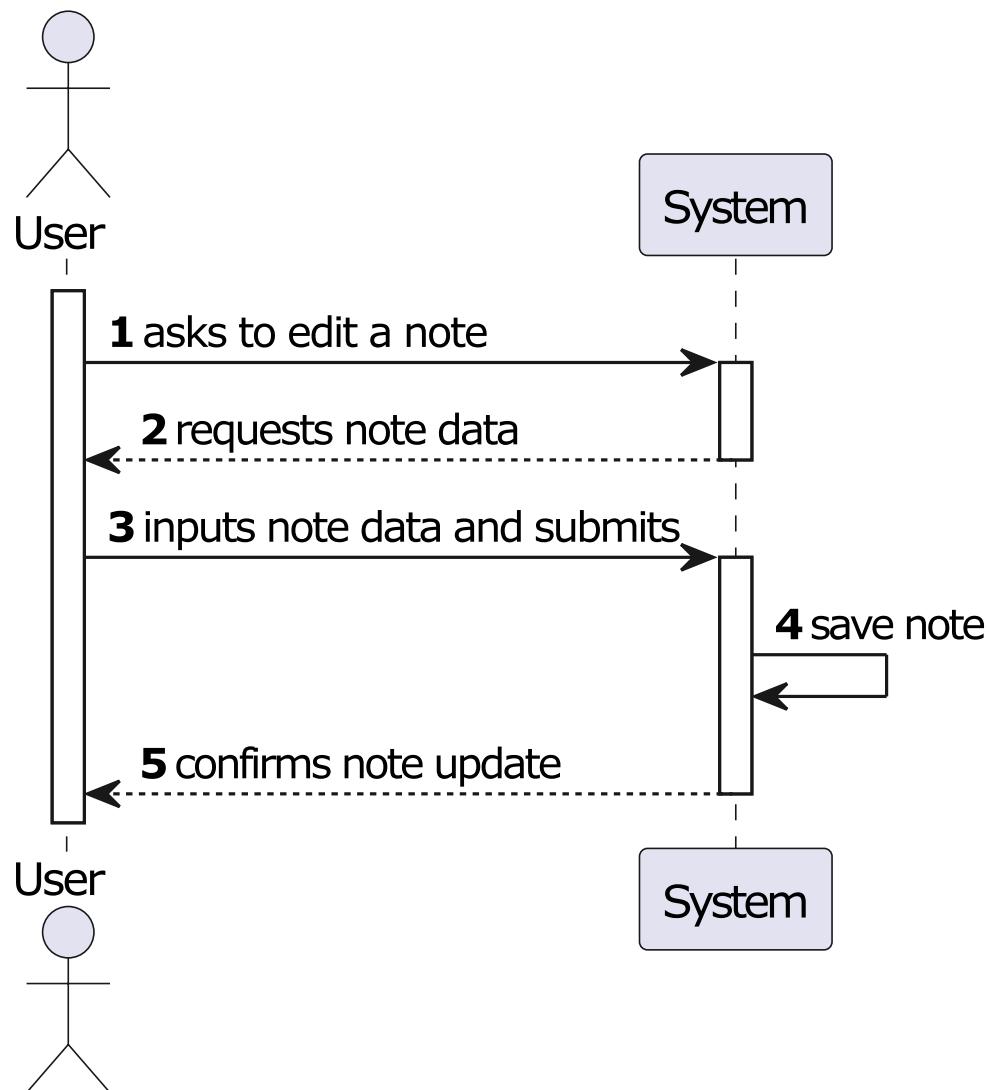 User
System
1 asks to edit a note
2 requests note data
3 inputs note data and submits
4 save note
5 confirms note update
User
System